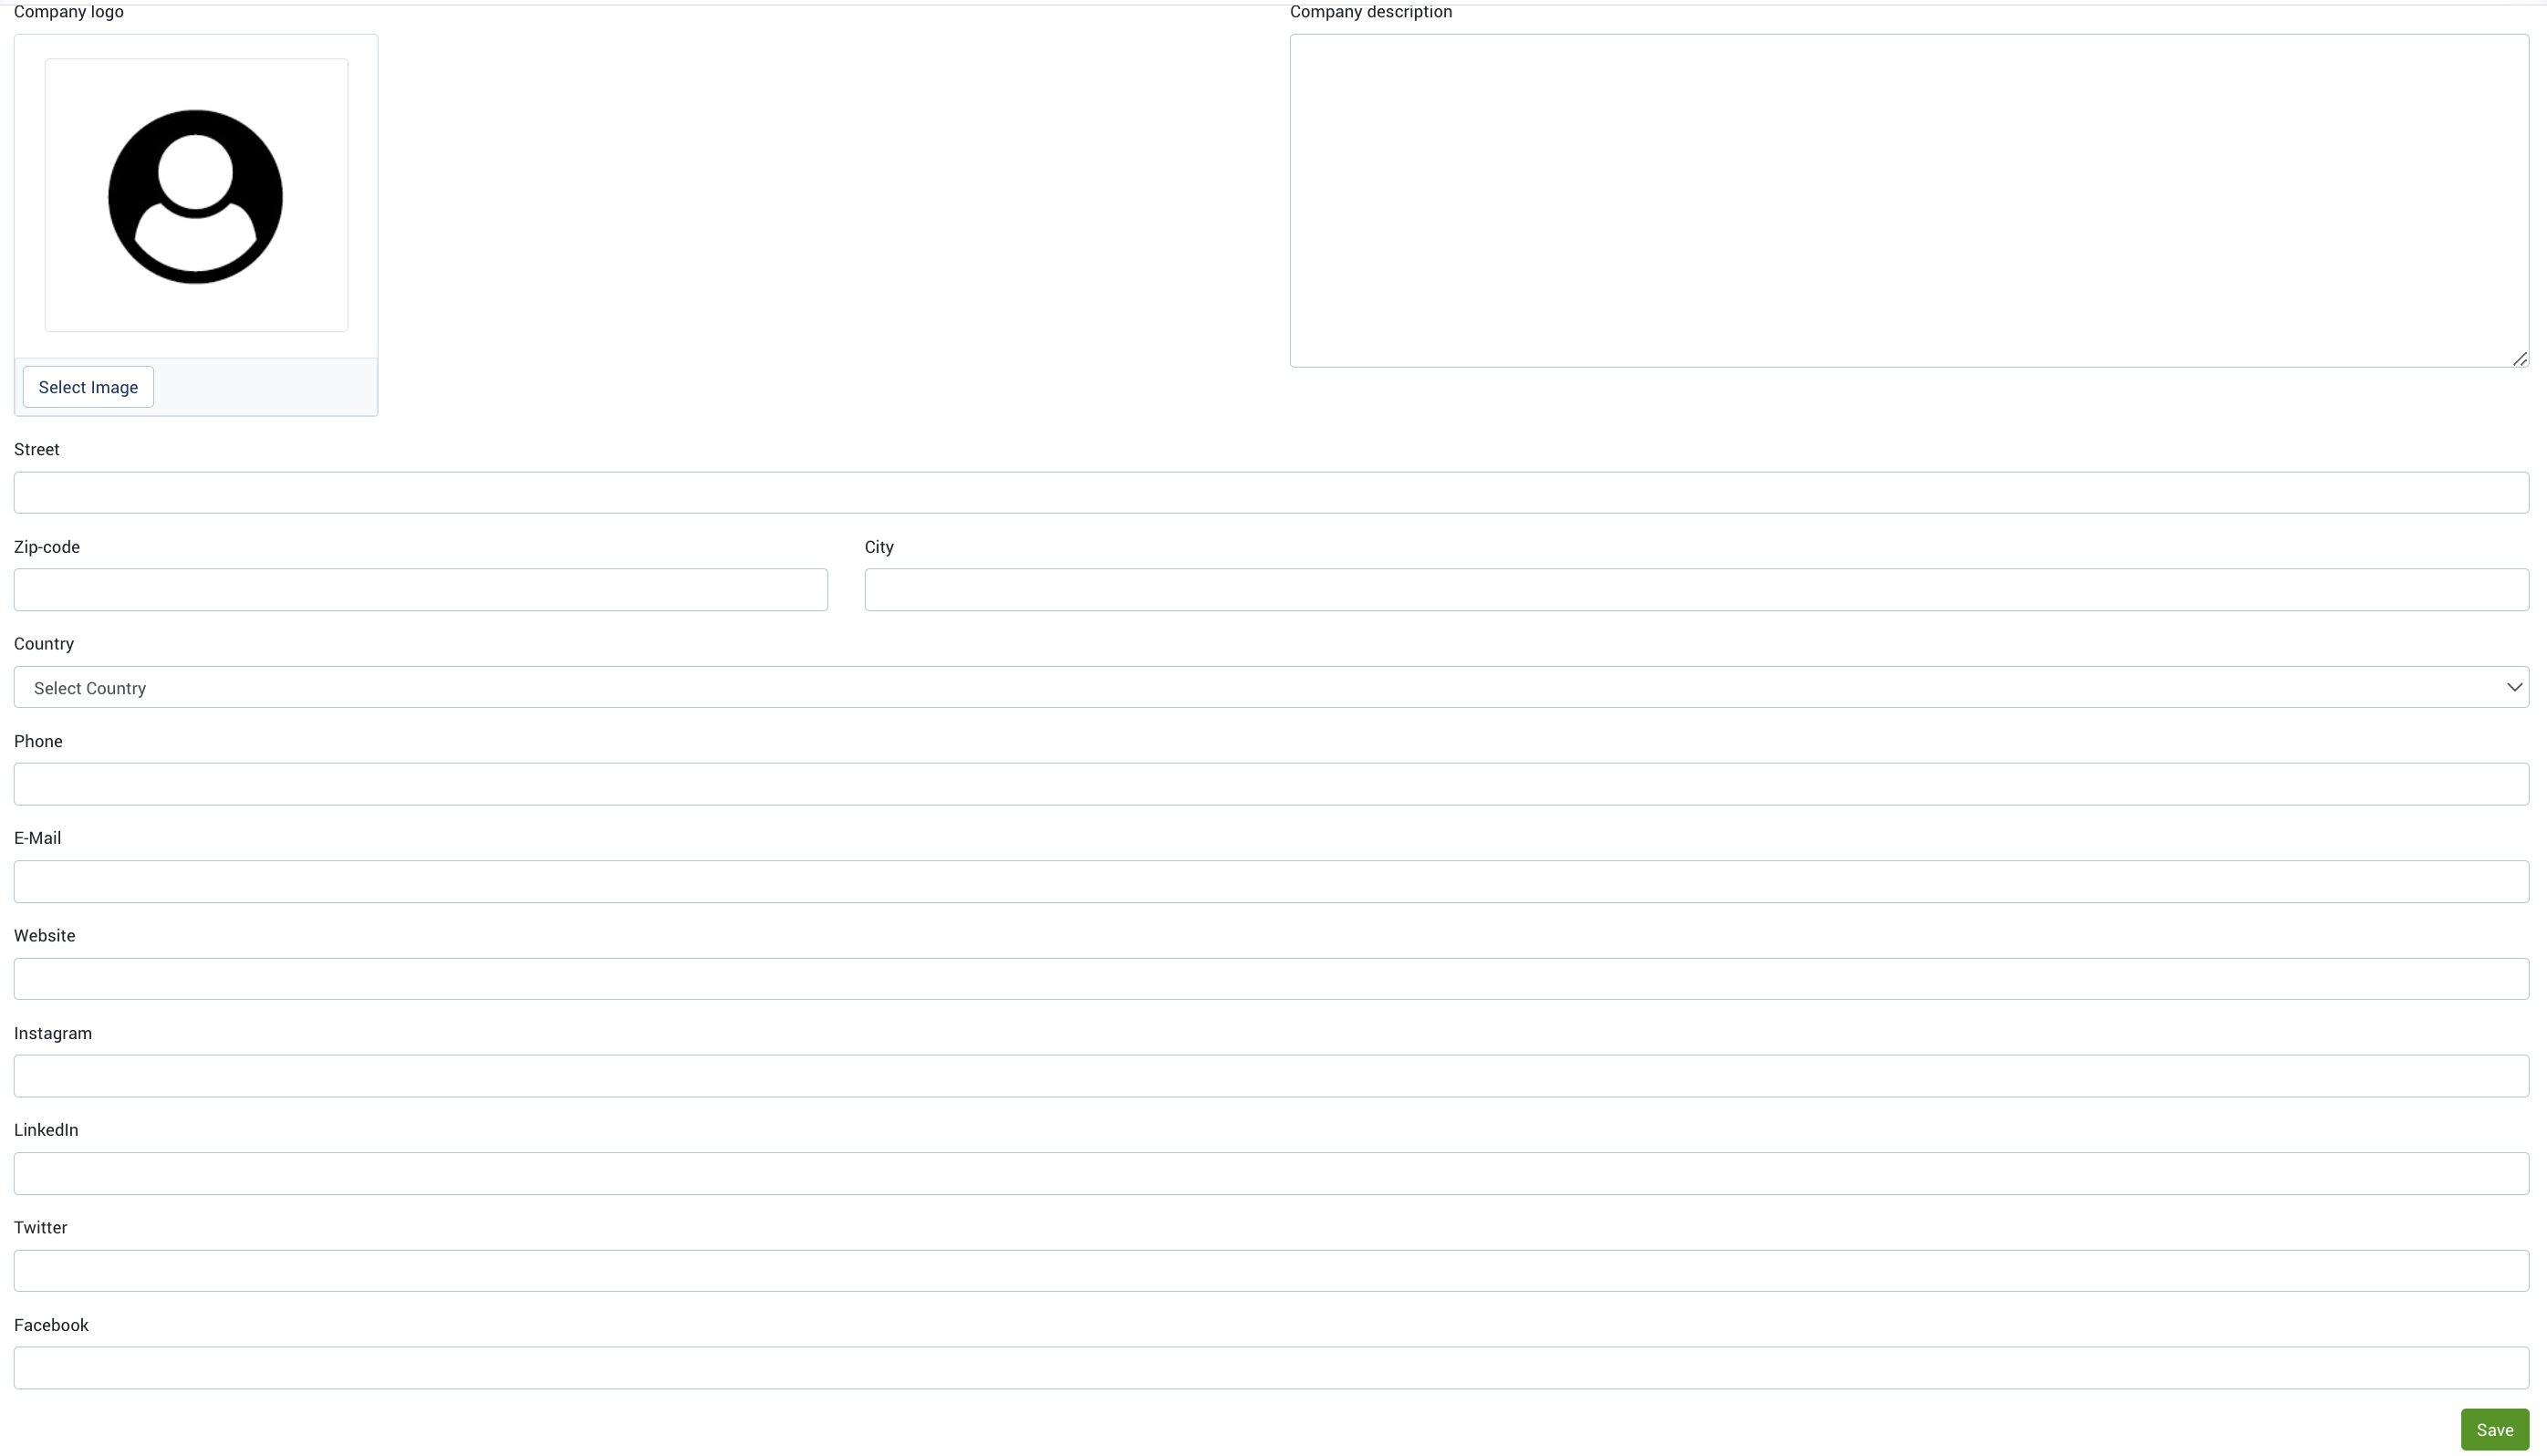 Company logo
Company description
Select Image
Street
Zip-code
City
Country
Select Country
Phone
E-Mail
Website
Instagram
LinkedIn
Twitter
Facebook
Save